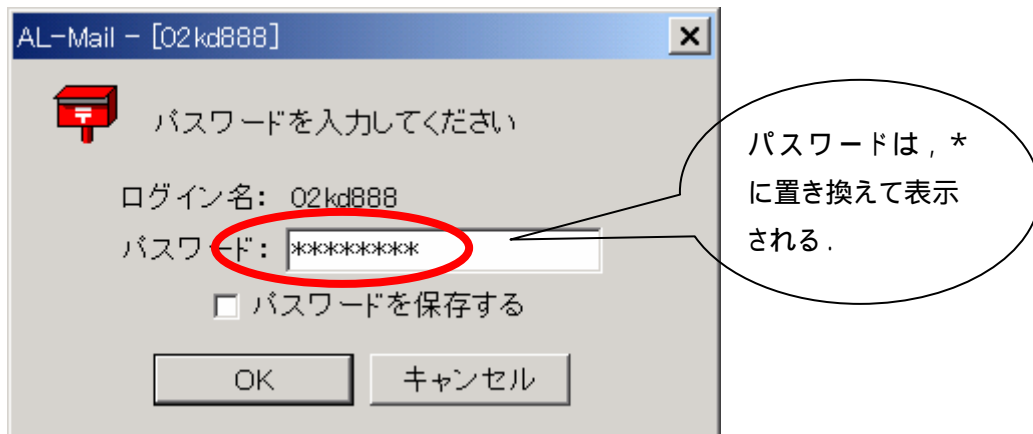 AL-Mail - [02kd888]
パスワードを入力してください
ログイン名: 02kd888
パスワード: ********
パスワードを保存する
OK キャンセル
パスワードは，*
に置き換えて表示
される．